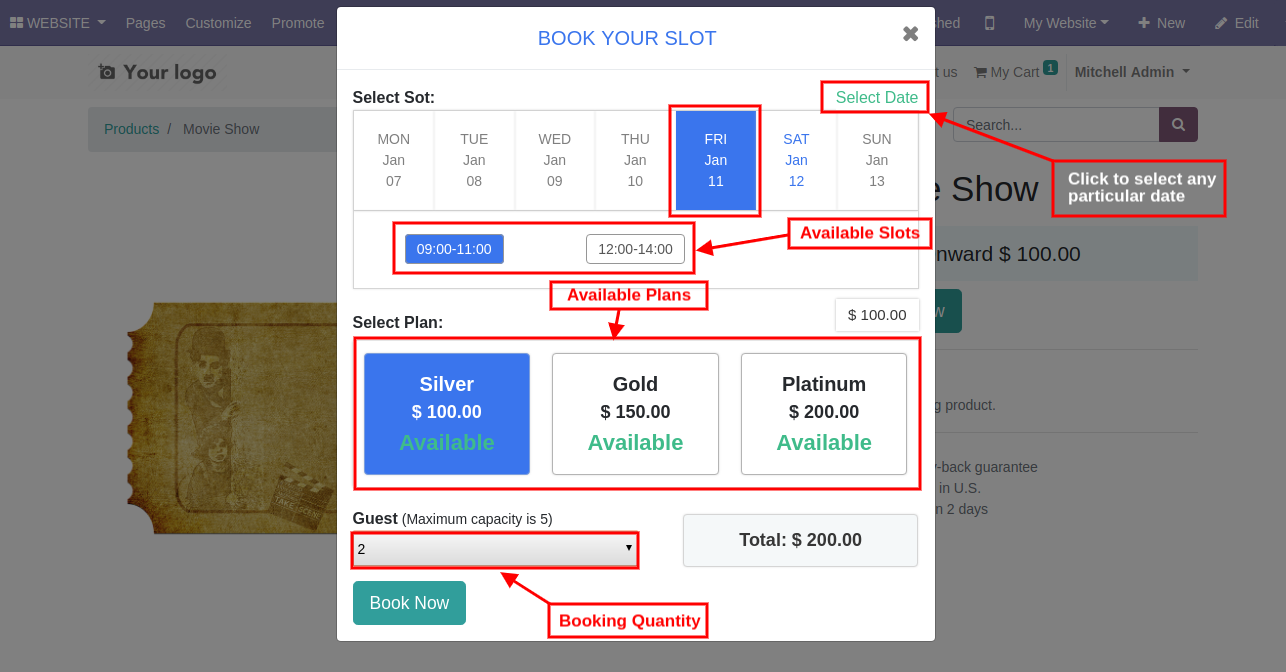 WEBSITE Pages Customize Promote
My Website New Edit
BOOK YOUR SLOT
Your logo
t us My Cart 1 Mitchell Admin
Select Sot:
Select Date
Products / Movie Show
Search...
MON
Jan
07
TUE
Jan
08
WED
Jan
09
THU
Jan
10
FRI
Jan
11
SAT
Jan
12
SUN
Jan
13
Click to select any
particular date
Show
Available Slots
09:00-11:00
12:00-14:00
nward $ 100.00
Available Plans
Select Plan:
$ 100.00
w
Silver
$ 100.00
Available
Gold
$ 150.00
Available
Platinum
$ 200.00
Available
g product.
y-back guarantee
in U.S.
n 2 days
TAKE SCENE
Guest (Maximum capacity is 5)
2
Total: $ 200.00
Book Now
Booking Quantity